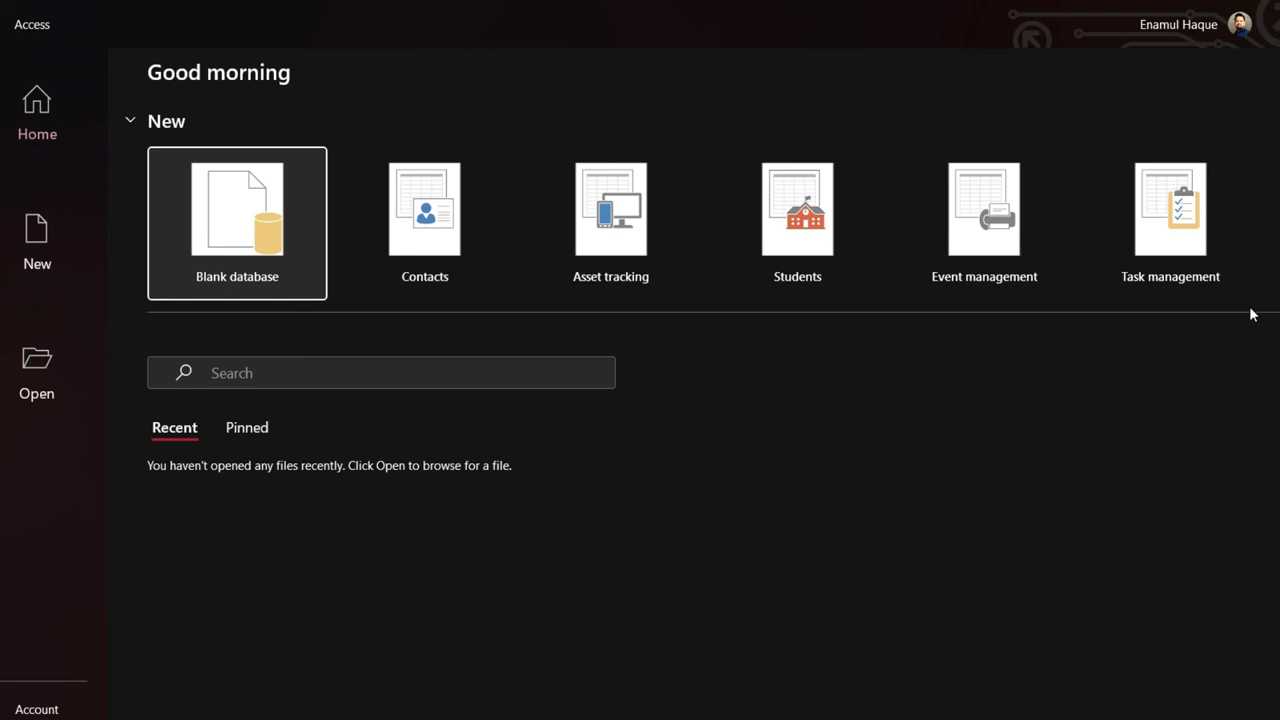 Access
Enamul Haque
Good morning
Home
New
Blank database
Contacts
Asset tracking
Students
Event management
Task management
New
Search
Open
Recent
Pinned
You haven't opened any files recently. Click Open to browse for a file.
Account